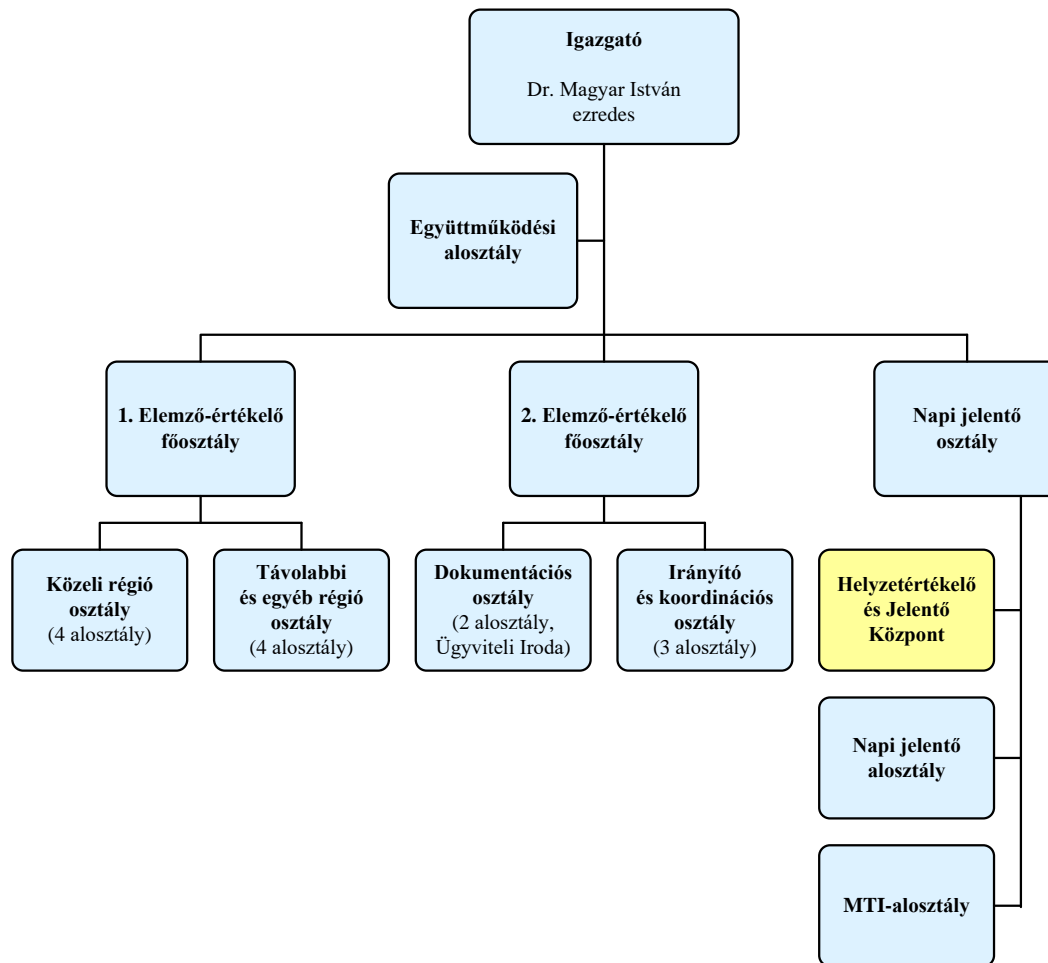 Igazgató
Dr. Magyar István
ezredes
Együttműködési
alosztály
1. Elemző-értékelő
főosztály
2. Elemző-értékelő
főosztály
Napi jelentő
osztály
Közeli régió
osztály
(4 alosztály)
Távolabbi
és egyéb régió
osztály
(4 alosztály)
Dokumentációs
osztály
(2 alosztály,
Ügyviteli Iroda)
Irányító
és koordinációs
osztály
(3 alosztály)
Helyzetértékelő
és Jelentő
Központ
Napi jelentő
alosztály
MTI-alosztály